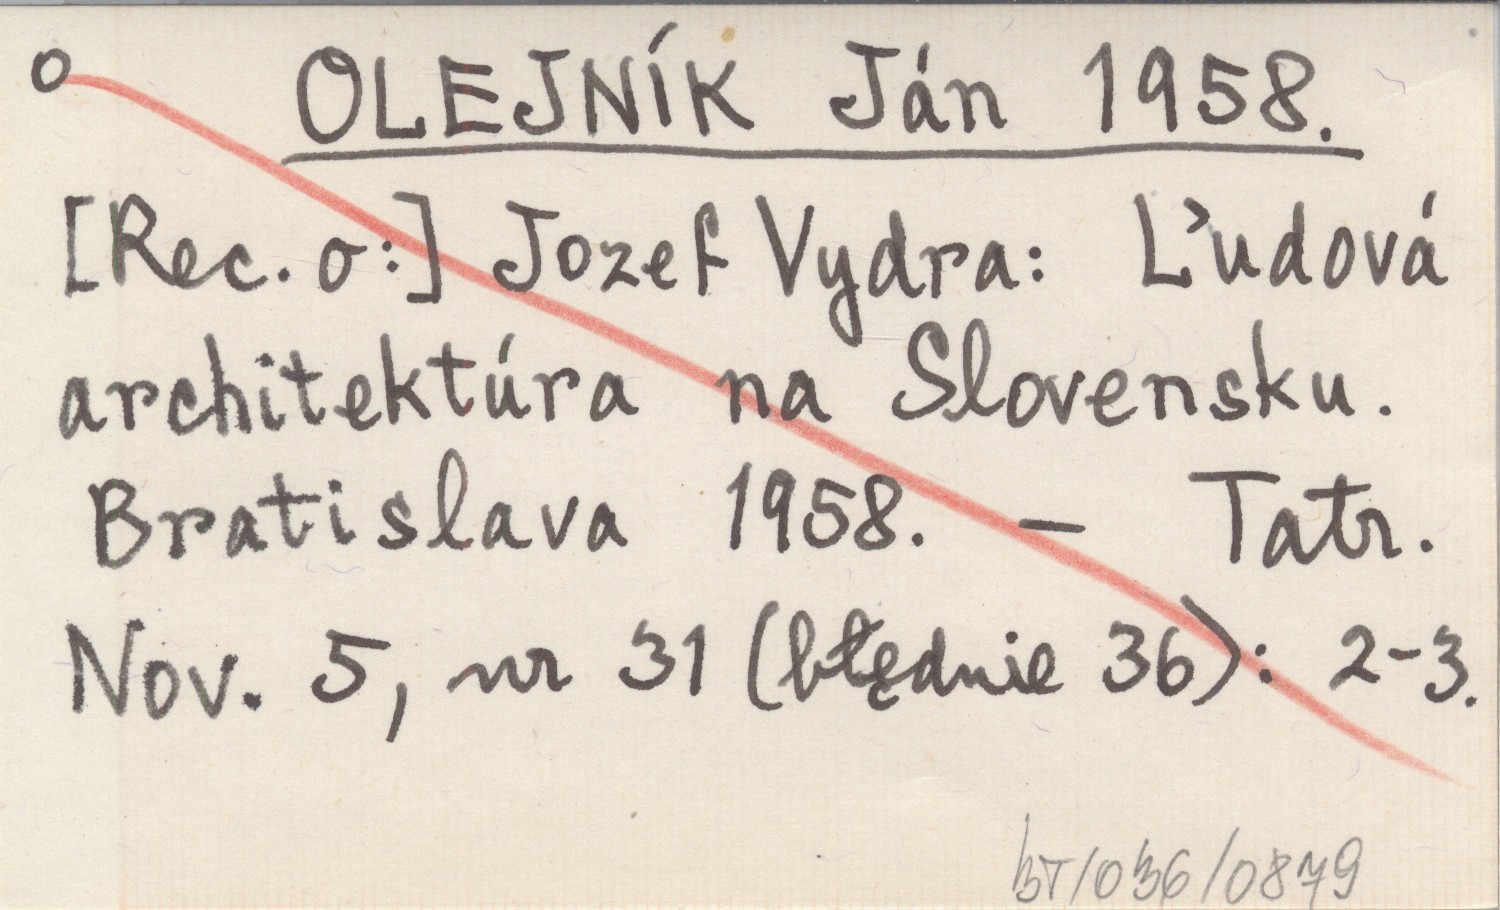 o OLEJNÍK Ján 1958.
[Rec. o:] Jozef Vydra: Ľudová
architektúra na Slovensku.
Bratislava 1958. — Tatr.
Nov. 5, nr 31 (błędnie 36): 2-3.
BT/036/0879